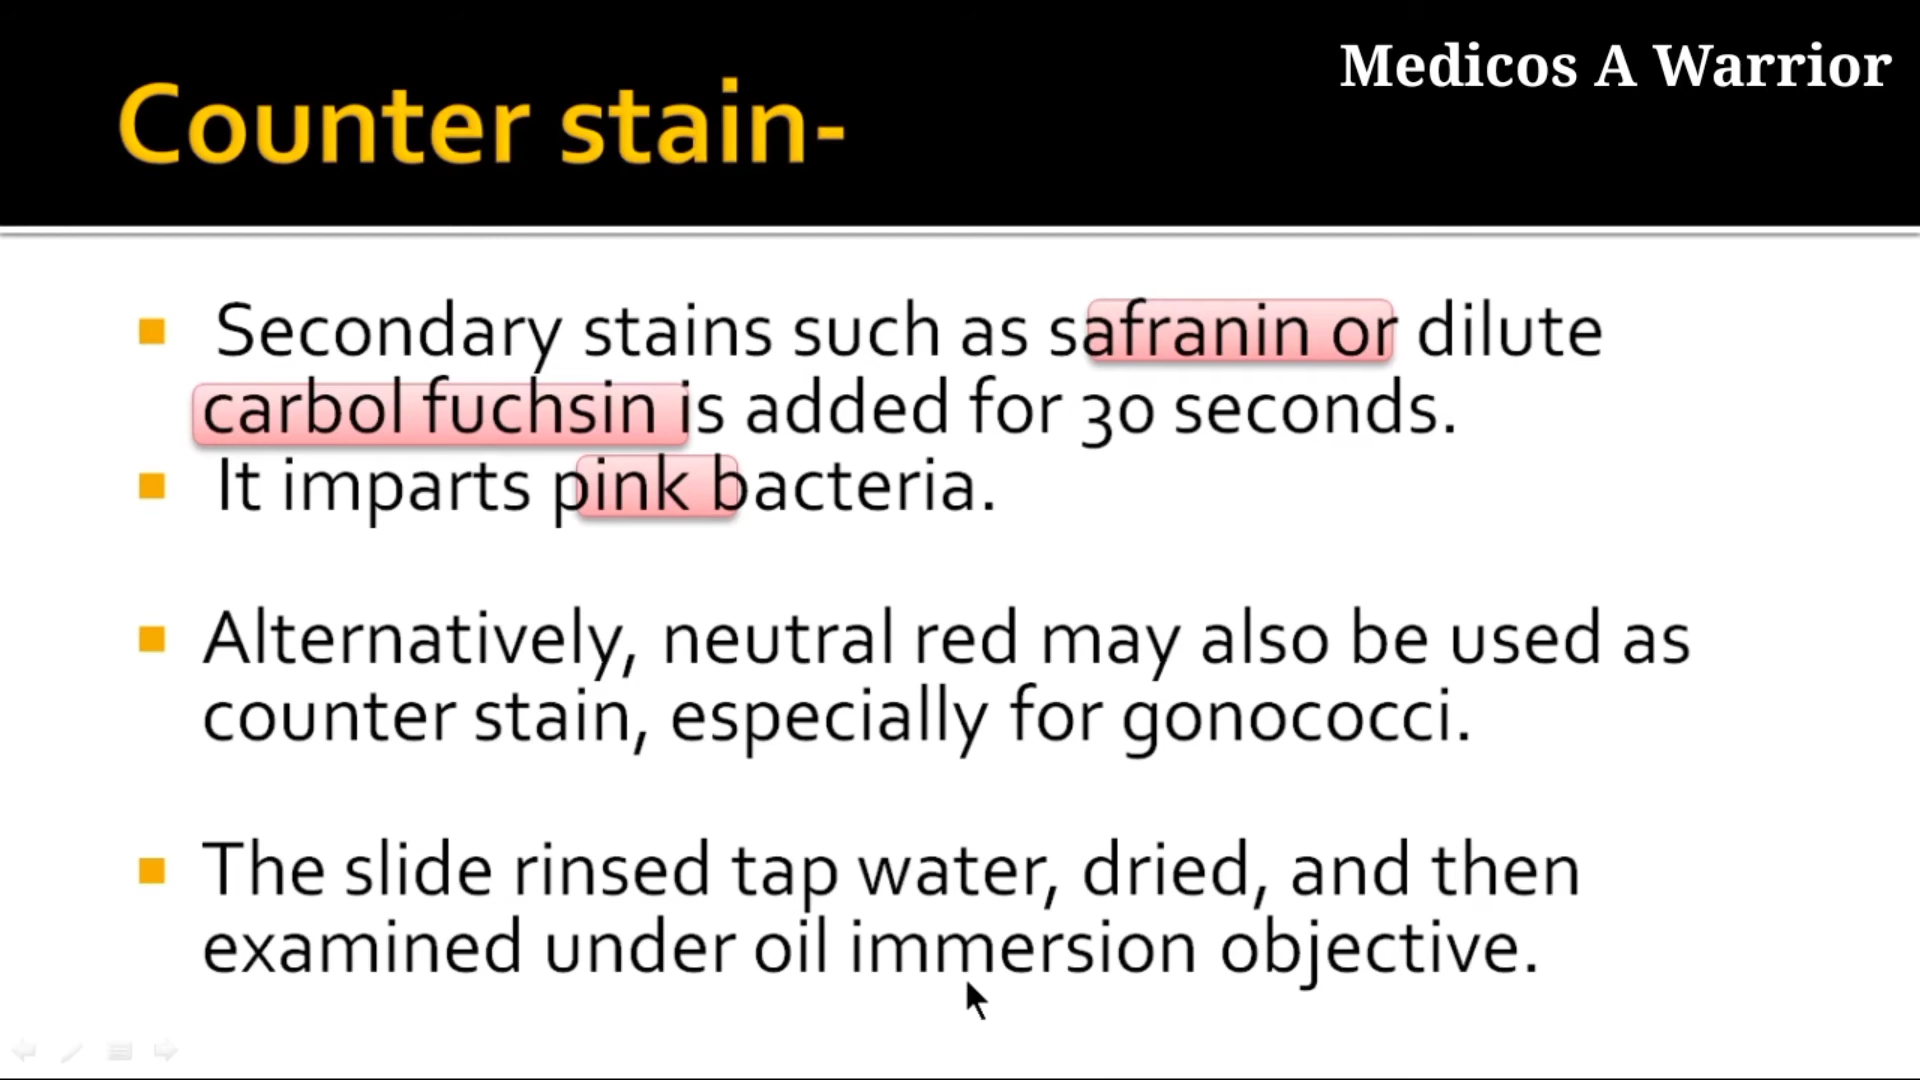 Medicos A Warrior
Counter stain-
Secondary stains such as safranin or dilute
carbol fuchsin is added for 30 seconds.
It imparts pink bacteria.
Alternatively, neutral red may also be used as
counter stain, especially for gonococci.
The slide rinsed tap water, dried, and then
examined under oil immersion objective.